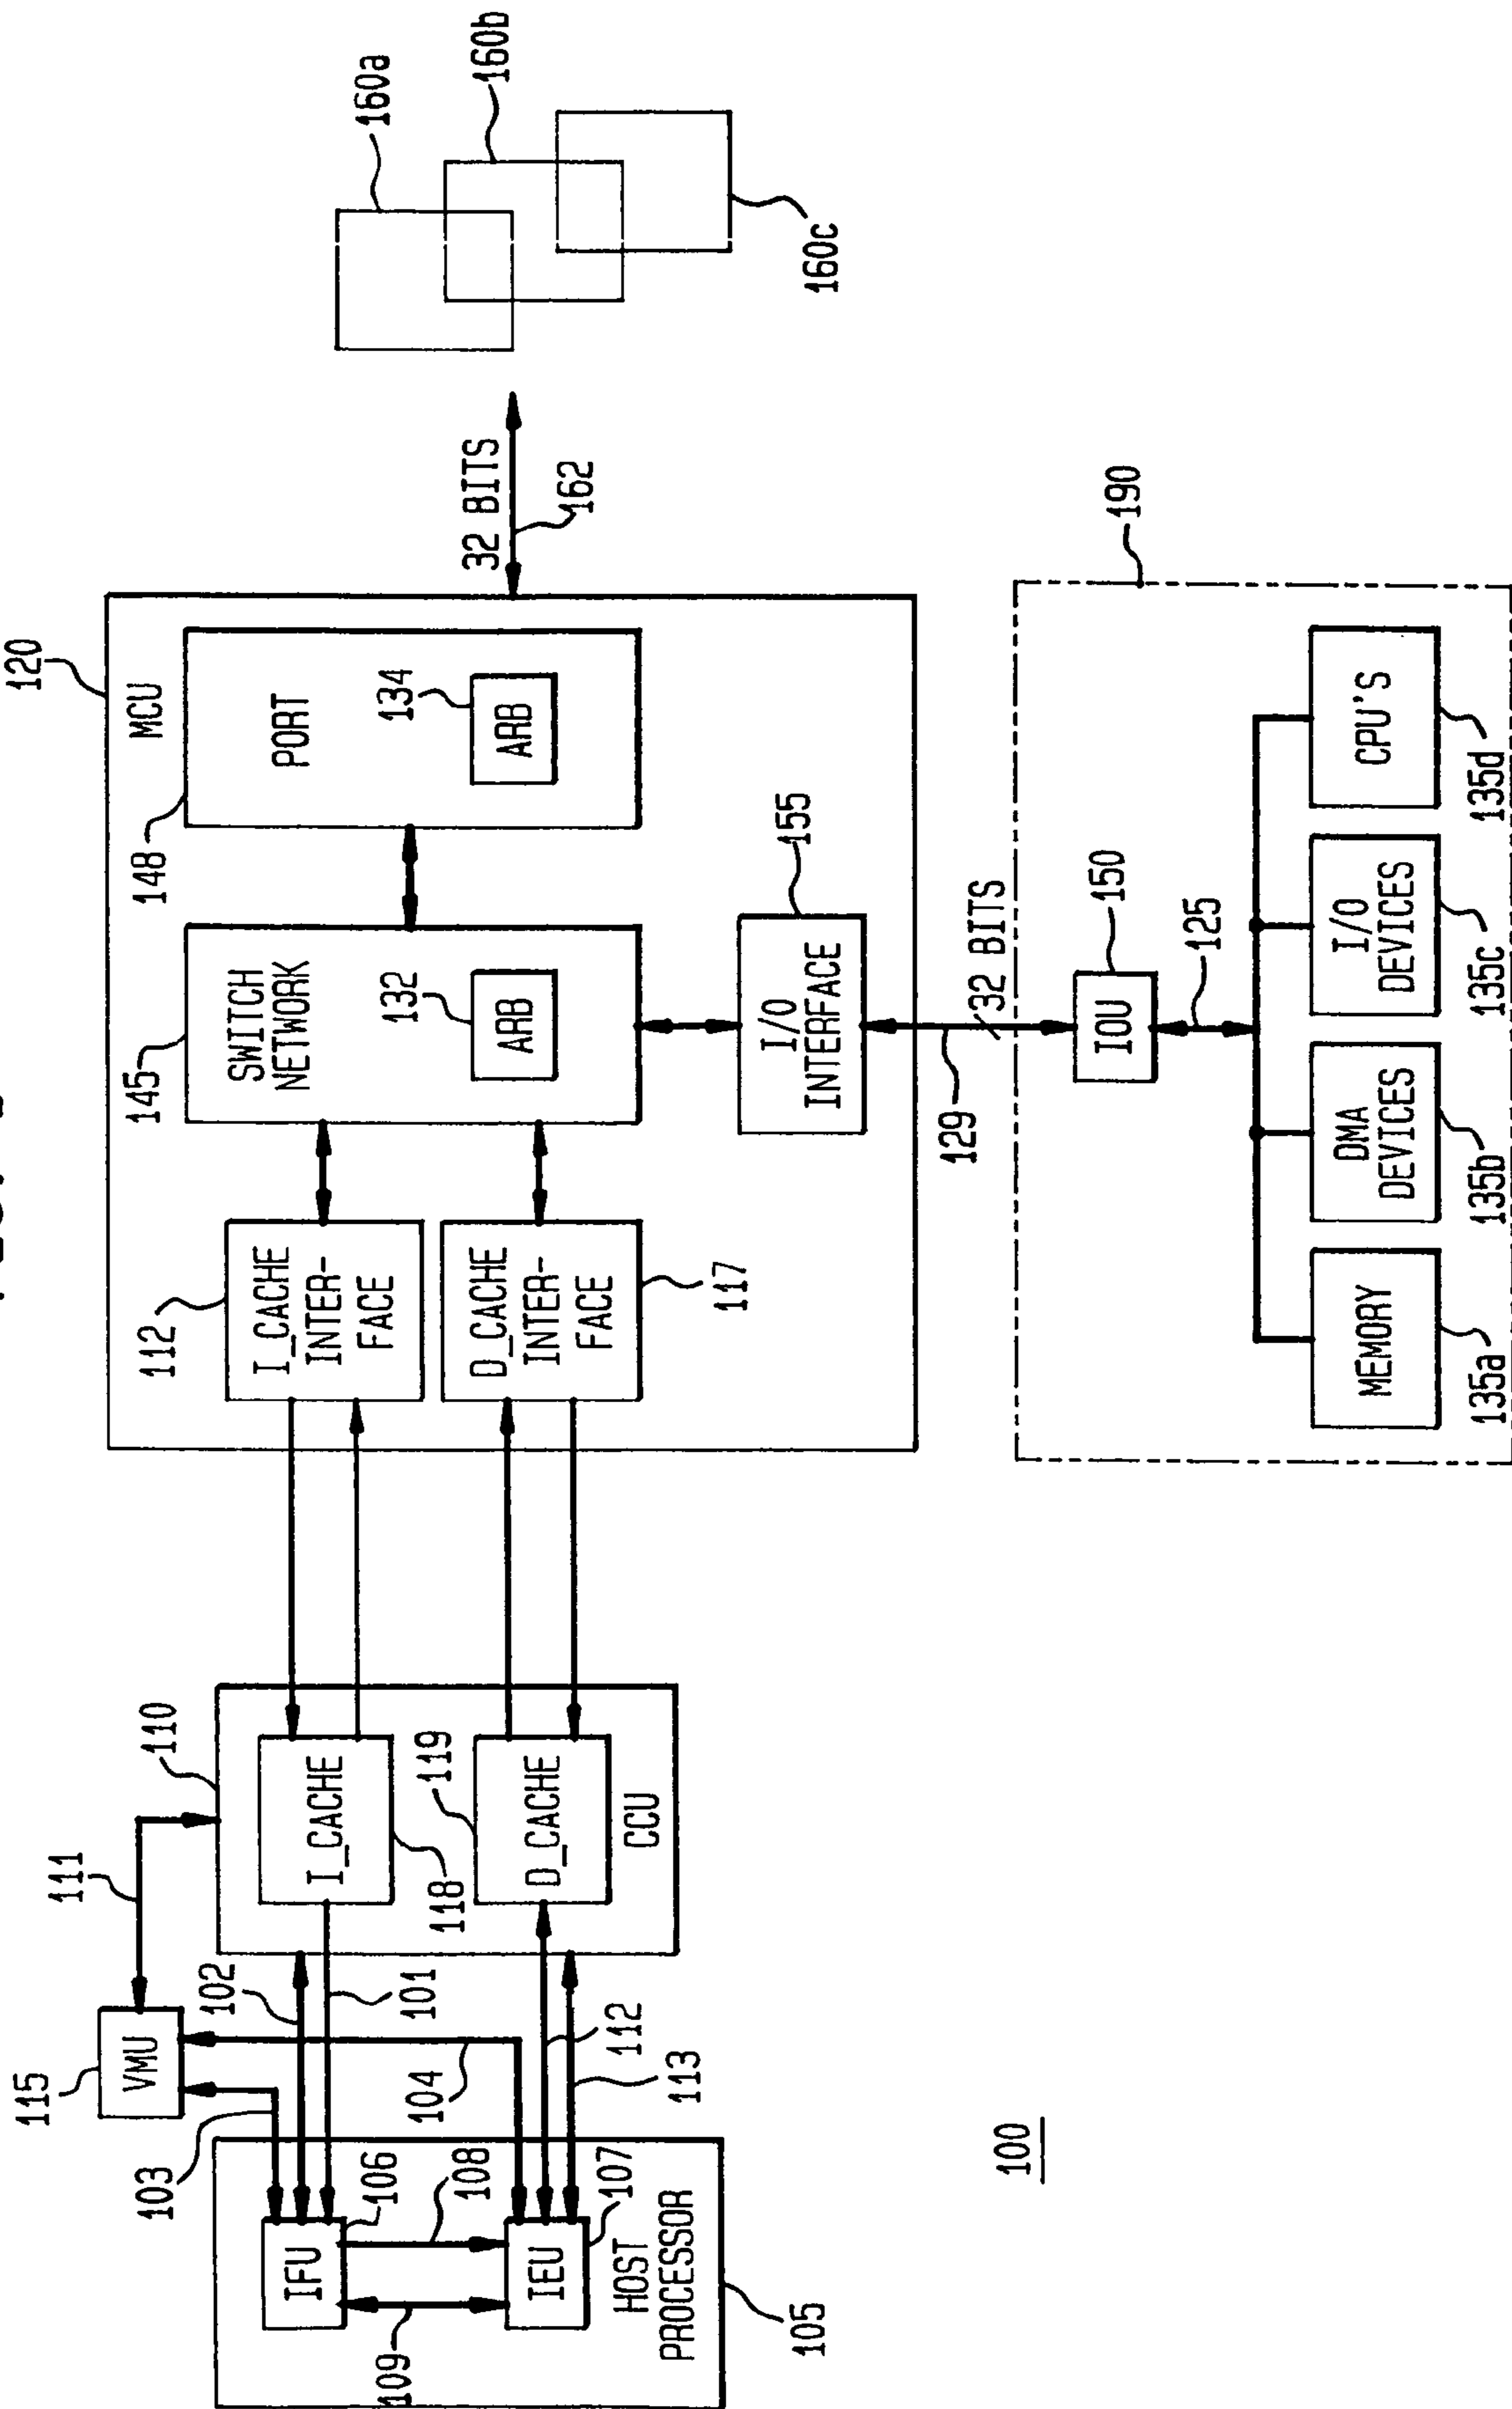 115
111
120
VMU
110
MCU
103
102
112
145
148
160a
160b
I_CACHE
INTER-
FACE
SWITCH
NETWORK
PORT
IFU
106
101
I_CACHE
118
132
134
ARB
ARB
32 BITS
162
109
108
104
119
D_CACHE
INTER-
FACE
IEU
107
112
D_CACHE
HOST
PROCESSOR
113
CCU
117
155
160c
105
I/O
INTERFACE
129
32 BITS
190
100
IOU
150
125
MEMORY
DMA
DEVICES
I/O
DEVICES
CPU'S
135a
135b
135c
135d